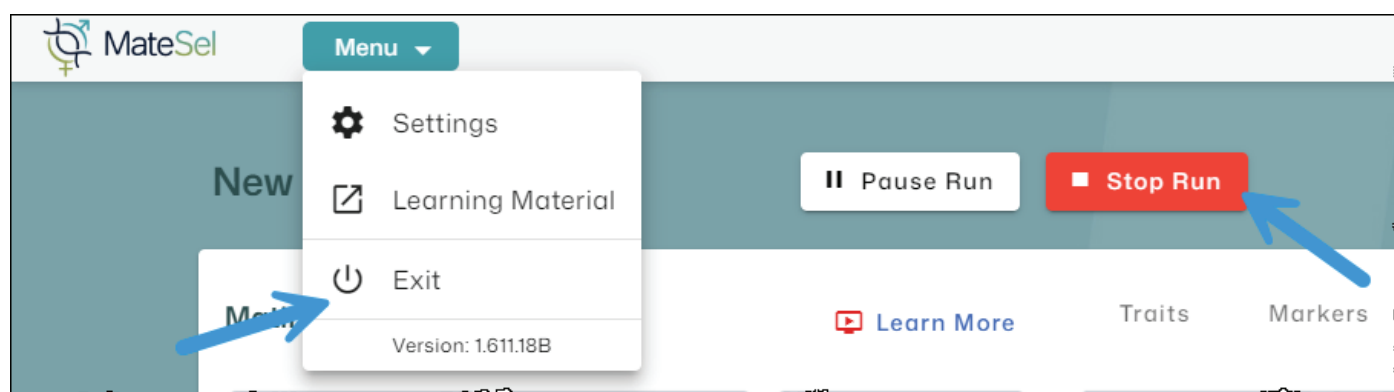 MateSel
Menu
Settings
Learning Material
Exit
Version: 1.611.18B
New
Pause Run
Stop Run
Learn More
Traits
Markers